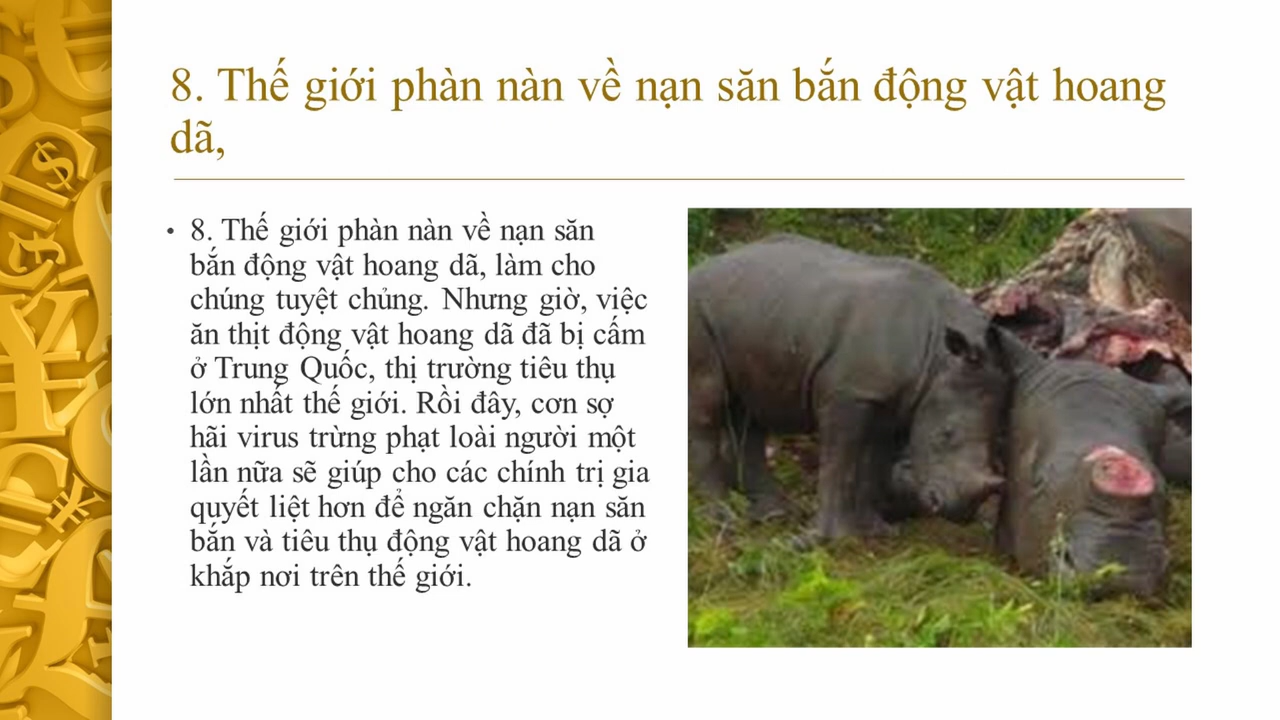 8. Thế giới phàn nàn về nạn săn bắn động vật hoang
dã,
• 8. Thế giới phàn nàn về nạn săn
bắn động vật hoang dã, làm cho
chúng tuyệt chủng. Nhưng giờ, việc
ăn thịt động vật hoang dã đã bị cấm
ở Trung Quốc, thị trường tiêu thụ
lớn nhất thế giới. Rồi đây, cơn sợ
hãi virus trừng phạt loài người một
lần nữa sẽ giúp cho các chính trị gia
quyết liệt hơn để ngăn chặn nạn săn
bắn và tiêu thụ động vật hoang dã ở
khắp nơi trên thế giới.